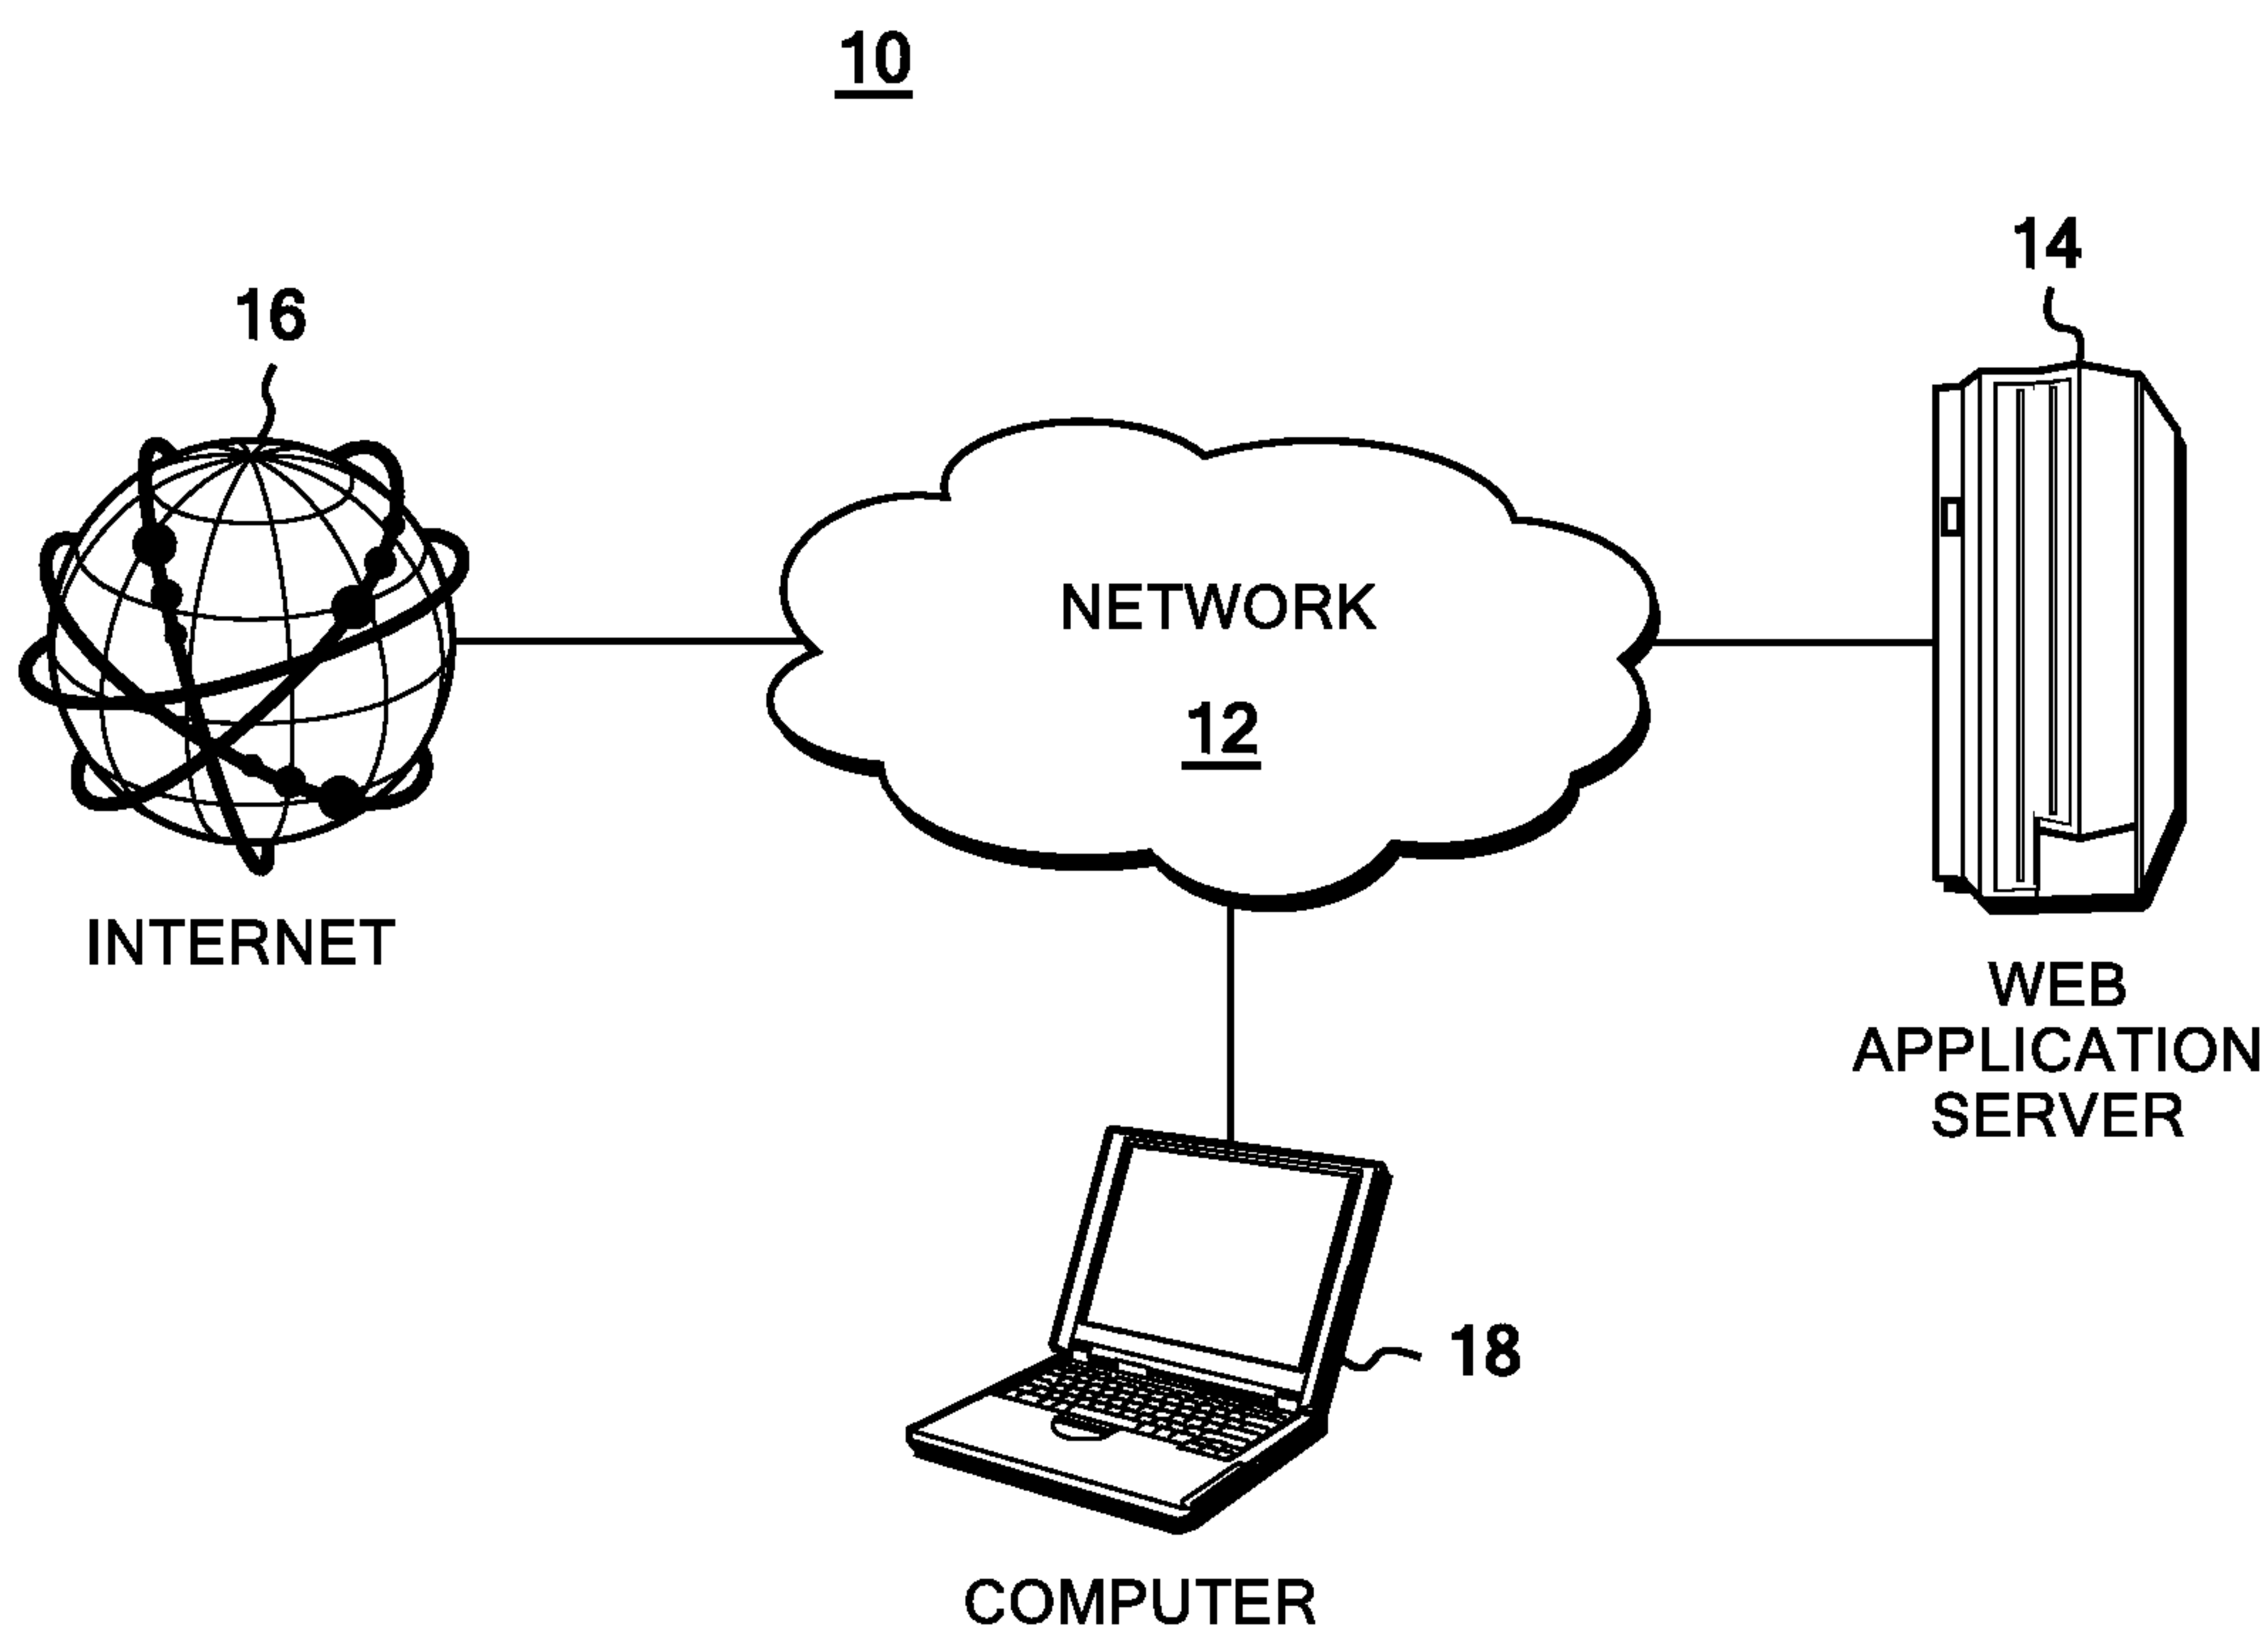 10
14
16
NETWORK
12
INTERNET
WEB
APPLICATION
SERVER
18
COMPUTER